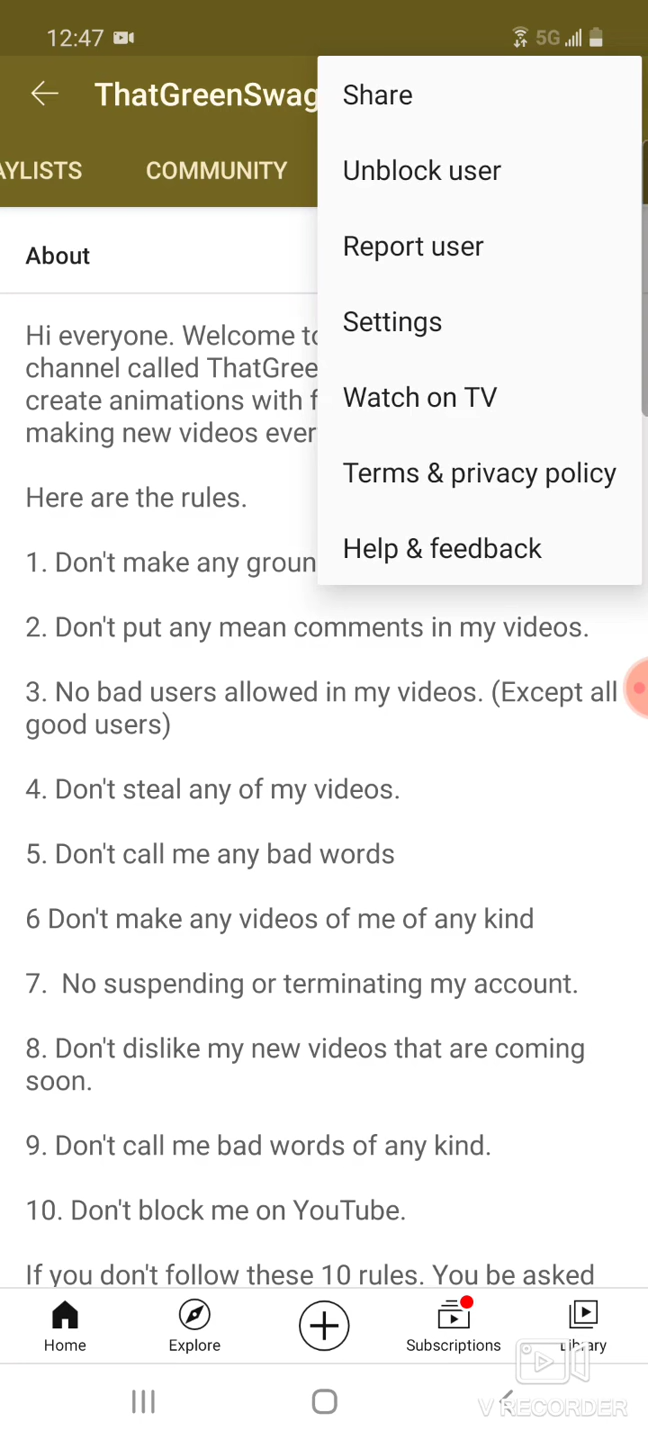 12:47
5G
ThatGreenSwag
AYLISTS COMMUNITY
Share
Unblock user
Report user
Settings
Watch on TV
Terms & privacy policy
Help & feedback
About
Hi everyone. Welcome to
channel called ThatGree
create animations with f
making new videos ever
Here are the rules.
1. Don't make any groun
2. Don't put any mean comments in my videos.
3. No bad users allowed in my videos. (Except all
good users)
4. Don't steal any of my videos.
5. Don't call me any bad words
6 Don't make any videos of me of any kind
7.  No suspending or terminating my account.
8. Don't dislike my new videos that are coming
soon.
9. Don't call me bad words of any kind.
10. Don't block me on YouTube.
If you don't follow these 10 rules. You be asked
Home Explore Subscriptions Library
V RECORDER